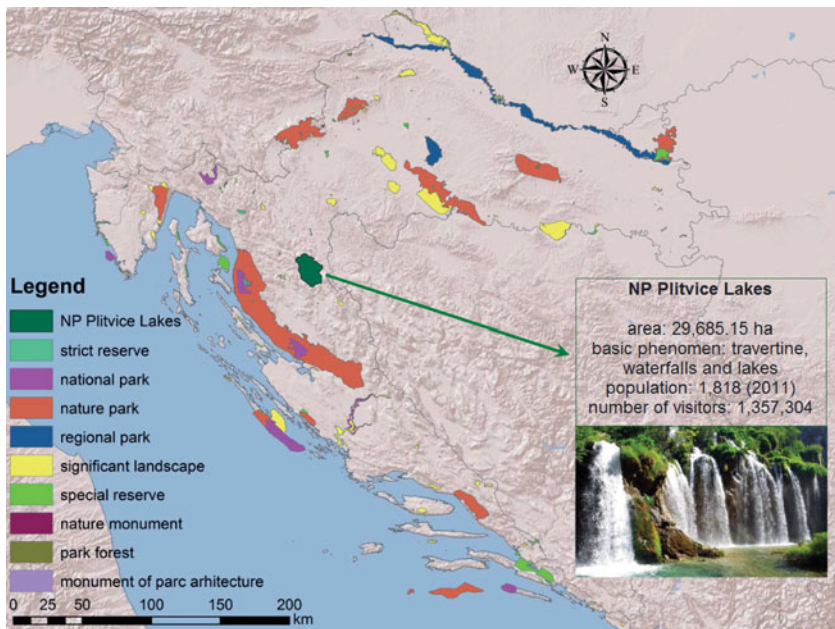 N
W E
S
Legend
NP Plitvice Lakes
strict reserve
national park
nature park
regional park
significant landscape
special reserve
nature monument
park forest
monument of parc arhitecture
0 25 50 100 150 200
km
NP Plitvice Lakes
area: 29,685.15 ha
basic phenomen: travertine,
waterfalls and lakes
population: 1,818 (2011)
number of visitors: 1,357,304